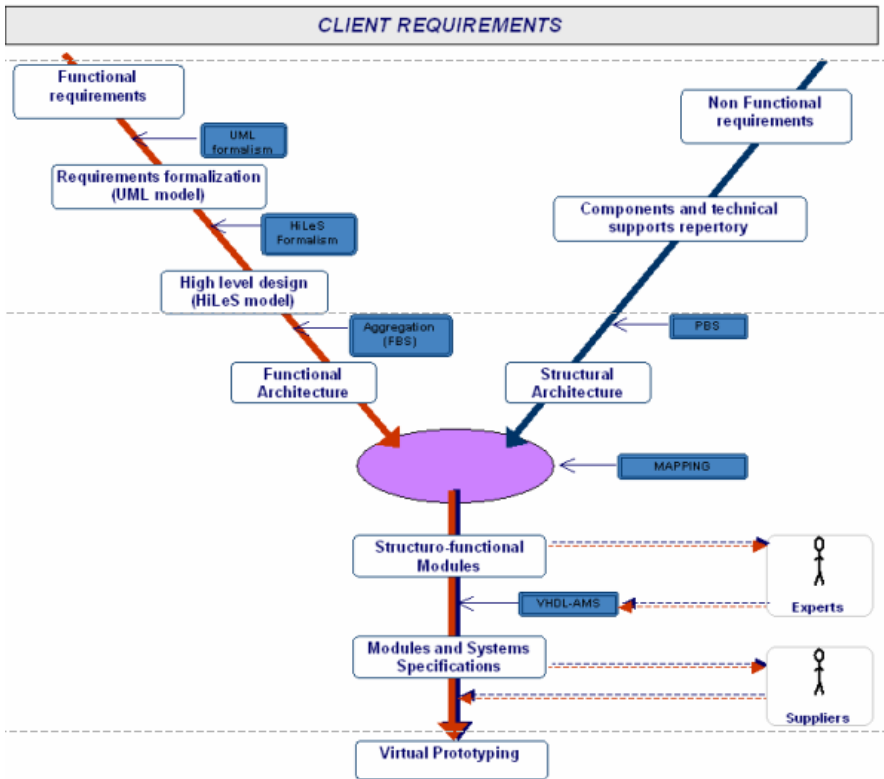 CLIENT REQUIREMENTS
Functional
requirements
Non Functional
requirements
UML
formalism
Requirements formalization
(UML model)
Components and technical
supports repertory
HiLeS
Formalism
High level design
(HiLeS model)
Aggregation
(FBS)
PBS
Functional
Architecture
Structural
Architecture
MAPPING
Structuro-functional
Modules
VHDL-AMS
Experts
Modules and Systems
Specifications
Suppliers
Virtual Prototyping